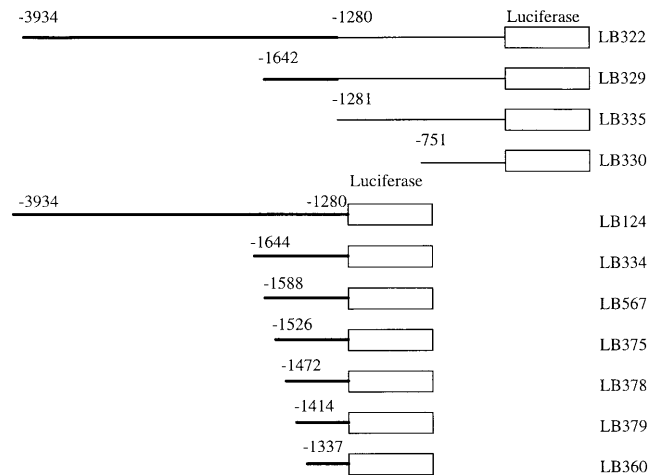 -3934 -1280 Luciferase
LB322
-1642
LB329
-1281
LB335
-751
LB330
Luciferase
-3934 -1280
LB124
-1644
LB334
-1588
LB567
-1526
LB375
-1472
LB378
-1414
LB379
-1337
LB360